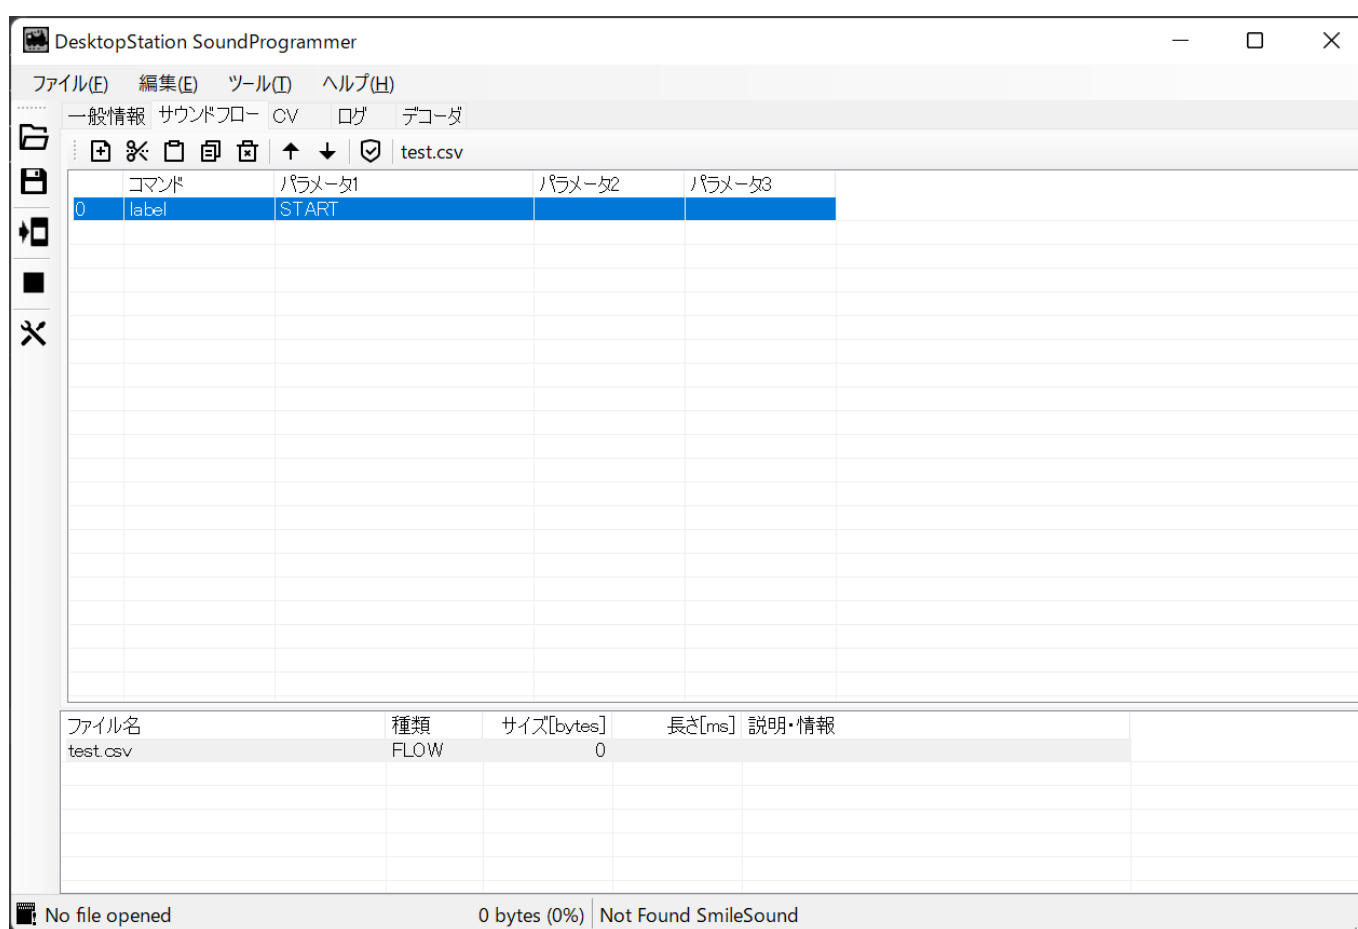 DesktopStation SoundProgrammer
ファイル(F) 編集(E) ツール(T) ヘルプ(H)
一般情報 サウンドフロー CV ログ デコーダ
test.csv
コマンド パラメータ1 パラメータ2 パラメータ3
0 label START
ファイル名 種類 サイズ[bytes] 長さ[ms] 説明・情報
test.csv FLOW 0
No file opened 0 bytes (0%) Not Found SmileSound